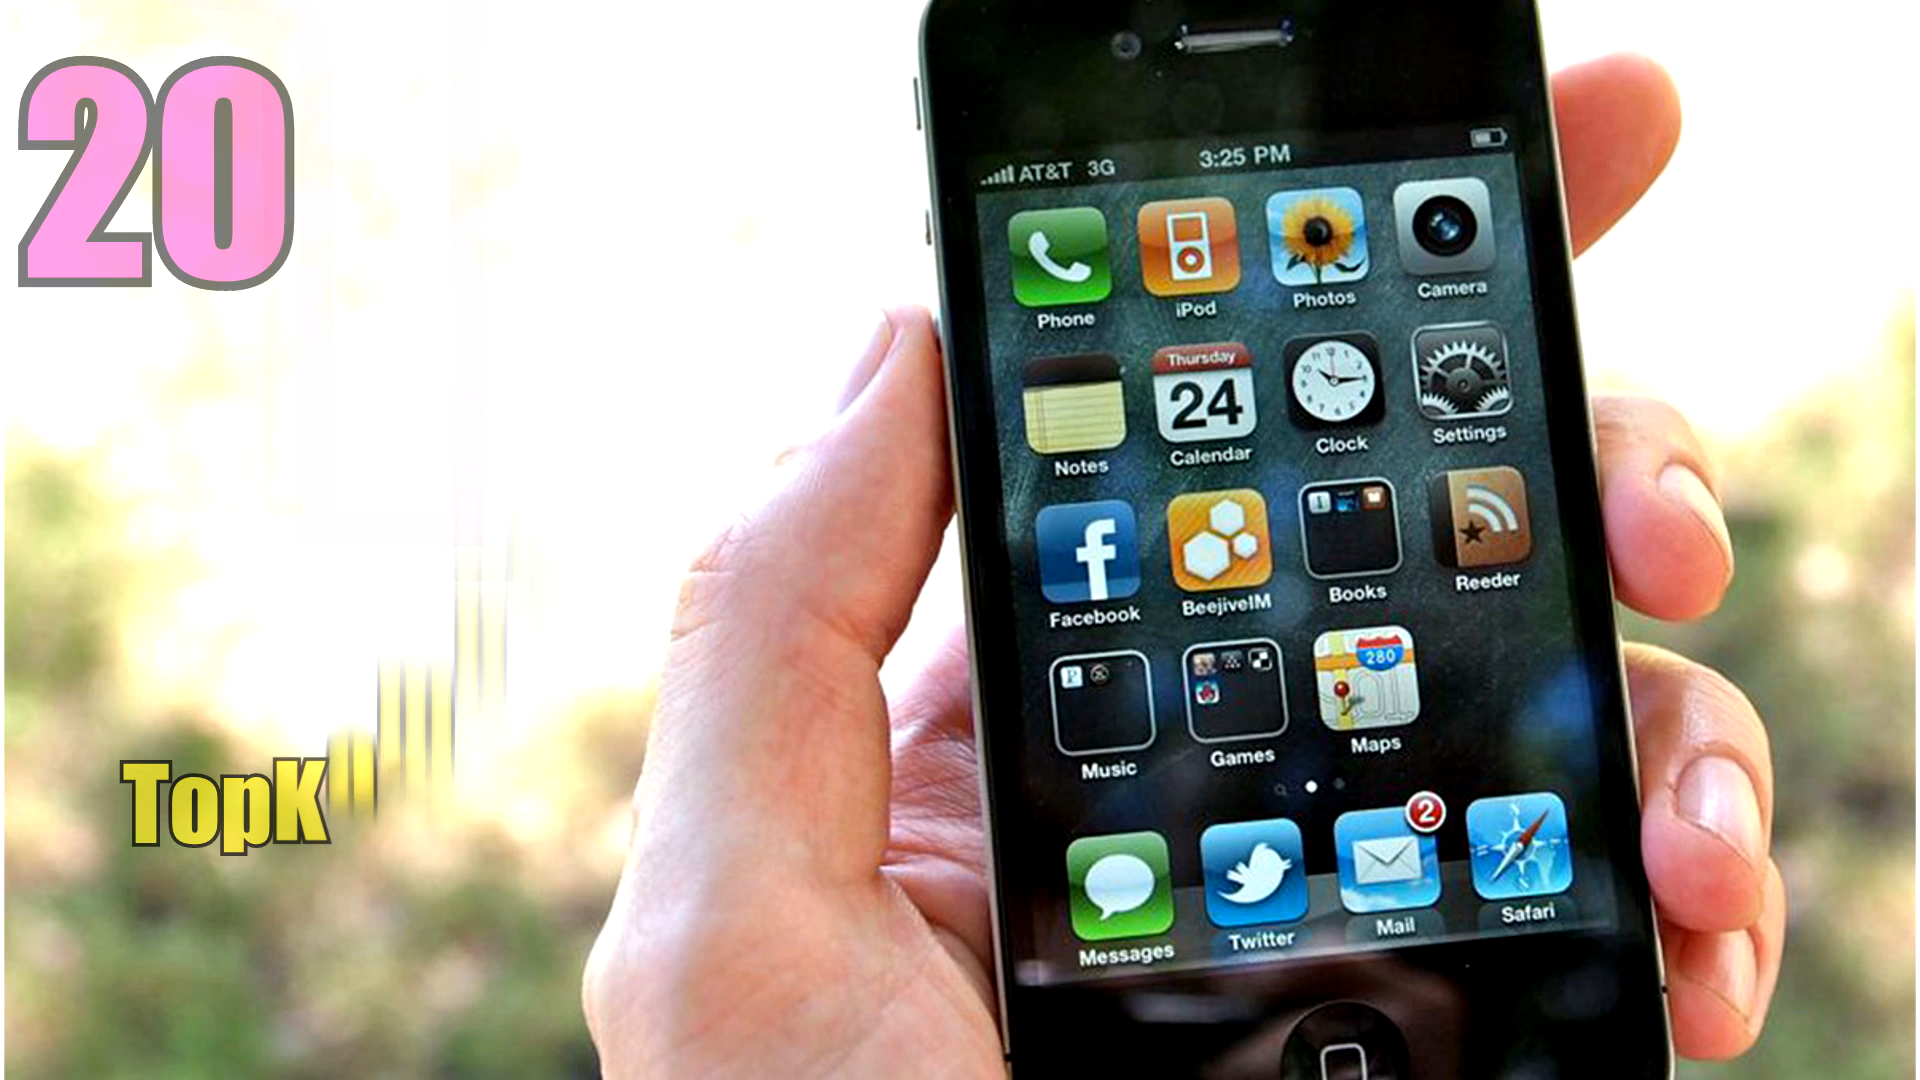 20
AT&T 3G 3:25 PM
Phone iPod Photos Camera
Thursday
24
Notes Calendar Clock Settings
Facebook BeejiveIM Books Reeder
280
Music Games Maps
2
Messages Twitter Mail Safari
TopK